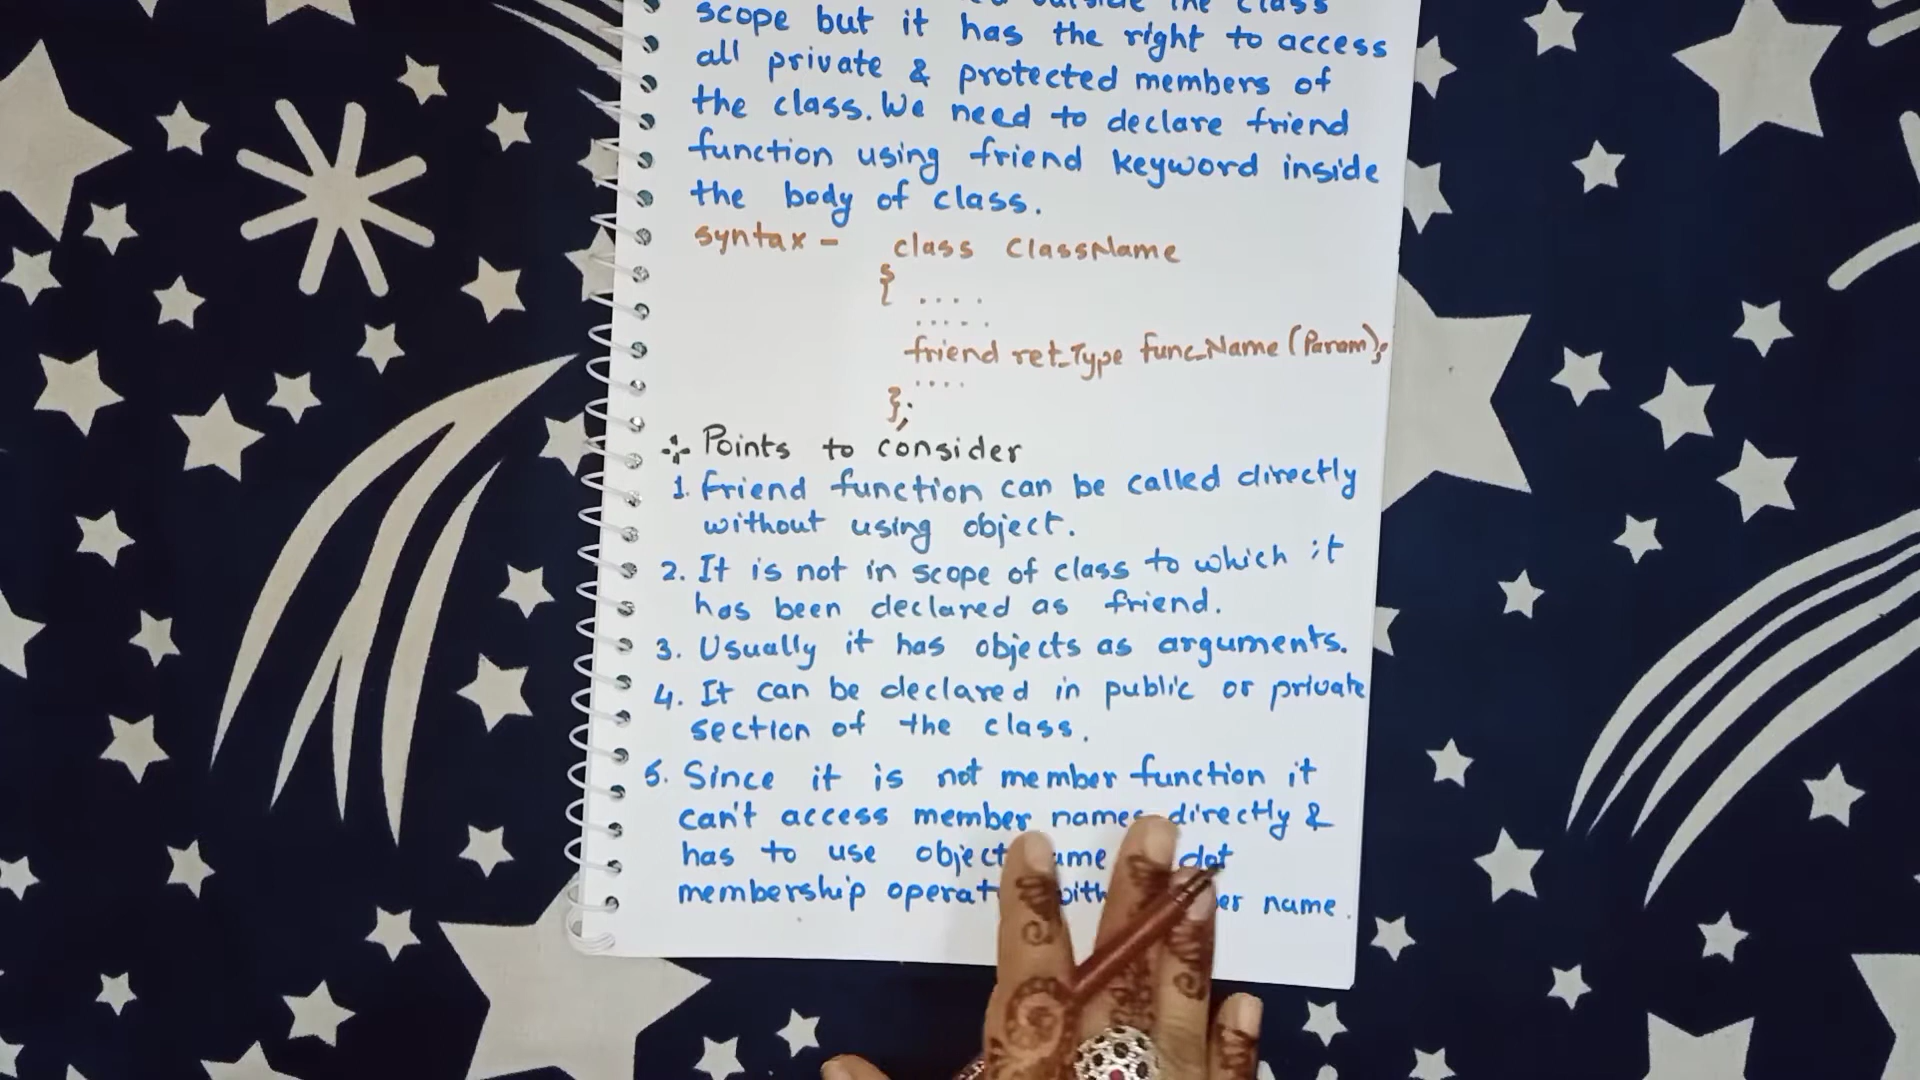 outside the class
scope but it has the right to access
all private & protected members of
the class. We need to declare friend
function using friend keyword inside
the body of class.
syntax - class ClassName
{ ....
.....
friend ret_Type func_Name (Param);
....
};
Points to consider
1. Friend function can be called directly
without using object.
2. It is not in scope of class to which it
has been declared as friend.
3. Usually it has objects as arguments.
4. It can be declared in public or private
section of the class.
5. Since it is not member function it
can't access member names directly &
has to use object dot
membership name.